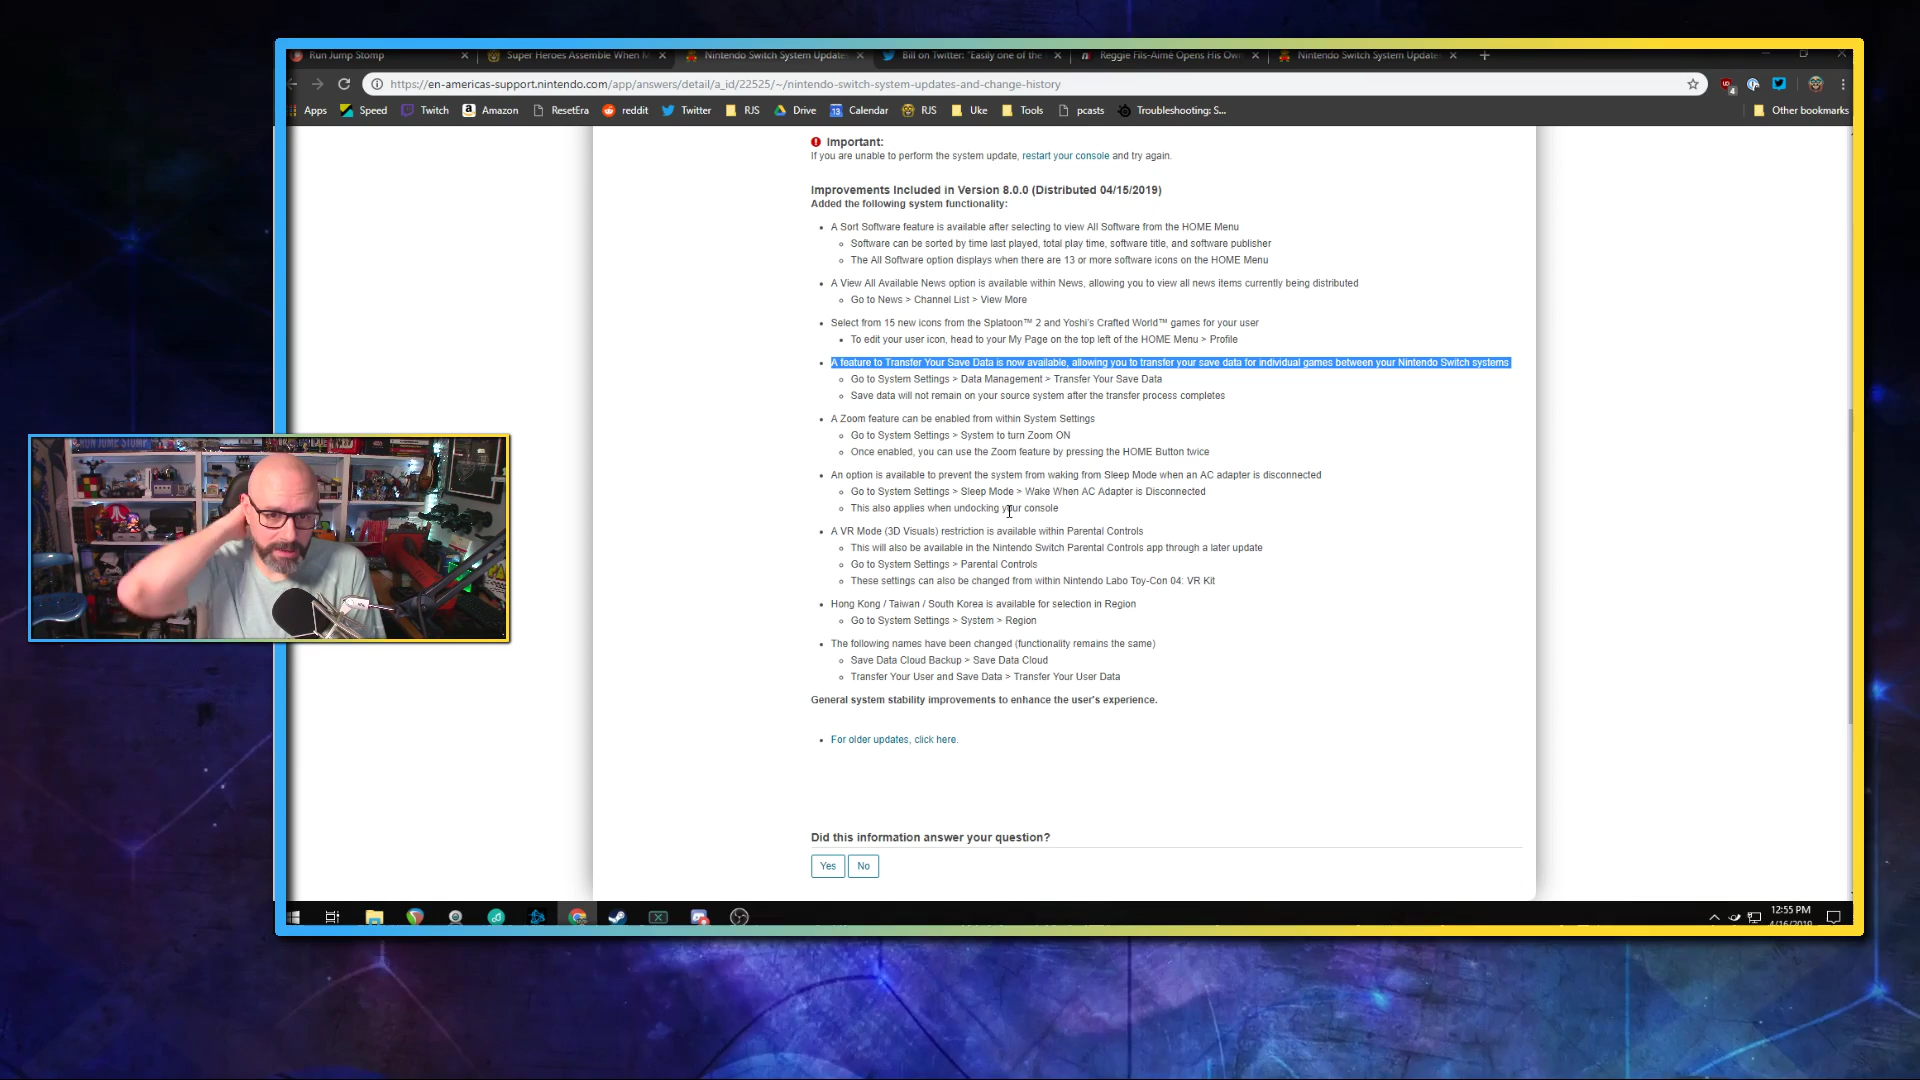 Run Jump Stomp
Super Heroes Assemble When M
Nintendo Switch System Update
Bill on Twitter: "Easily one of the
Reggie Fils-Aimé Opens His Own
Nintendo Switch System Update
https://en-americas-support.nintendo.com/app/answers/detail/a_id/22525/~/nintendo-switch-system-updates-and-change-history
Apps Speed Twitch Amazon ResetEra reddit Twitter RJS Drive Calendar RJS Uke Tools pcasts Troubleshooting: S... Other bookmarks
Important:
If you are unable to perform the system update, restart your console and try again.
Improvements Included in Version 8.0.0 (Distributed 04/15/2019)
Added the following system functionality:
A Sort Software feature is available after selecting to view All Software from the HOME Menu
Software can be sorted by time last played, total play time, software title, and software publisher
The All Software option displays when there are 13 or more software icons on the HOME Menu
A View All Available News option is available within News, allowing you to view all news items currently being distributed
Go to News > Channel List > View More
Select from 15 new icons from the Splatoon™ 2 and Yoshi's Crafted World™ games for your user
To edit your user icon, head to your My Page on the top left of the HOME Menu > Profile
A feature to Transfer Your Save Data is now available, allowing you to transfer your save data for individual games between your Nintendo Switch systems
Go to System Settings > Data Management > Transfer Your Save Data
Save data will not remain on your source system after the transfer process completes
A Zoom feature can be enabled from within System Settings
Go to System Settings > System to turn Zoom ON
Once enabled, you can use the Zoom feature by pressing the HOME Button twice
An option is available to prevent the system from waking from Sleep Mode when an AC adapter is disconnected
Go to System Settings > Sleep Mode > Wake When AC Adapter is Disconnected
This also applies when undocking your console
A VR Mode (3D Visuals) restriction is available within Parental Controls
This will also be available in the Nintendo Switch Parental Controls app through a later update
Go to System Settings > Parental Controls
These settings can also be changed from within Nintendo Labo Toy-Con 04: VR Kit
Hong Kong / Taiwan / South Korea is available for selection in Region
Go to System Settings > System > Region
The following names have been changed (functionality remains the same)
Save Data Cloud Backup > Save Data Cloud
Transfer Your User and Save Data > Transfer Your User Data
General system stability improvements to enhance the user's experience.
For older updates, click here.
Did this information answer your question?
Yes No
12:55 PM
4/16/2019